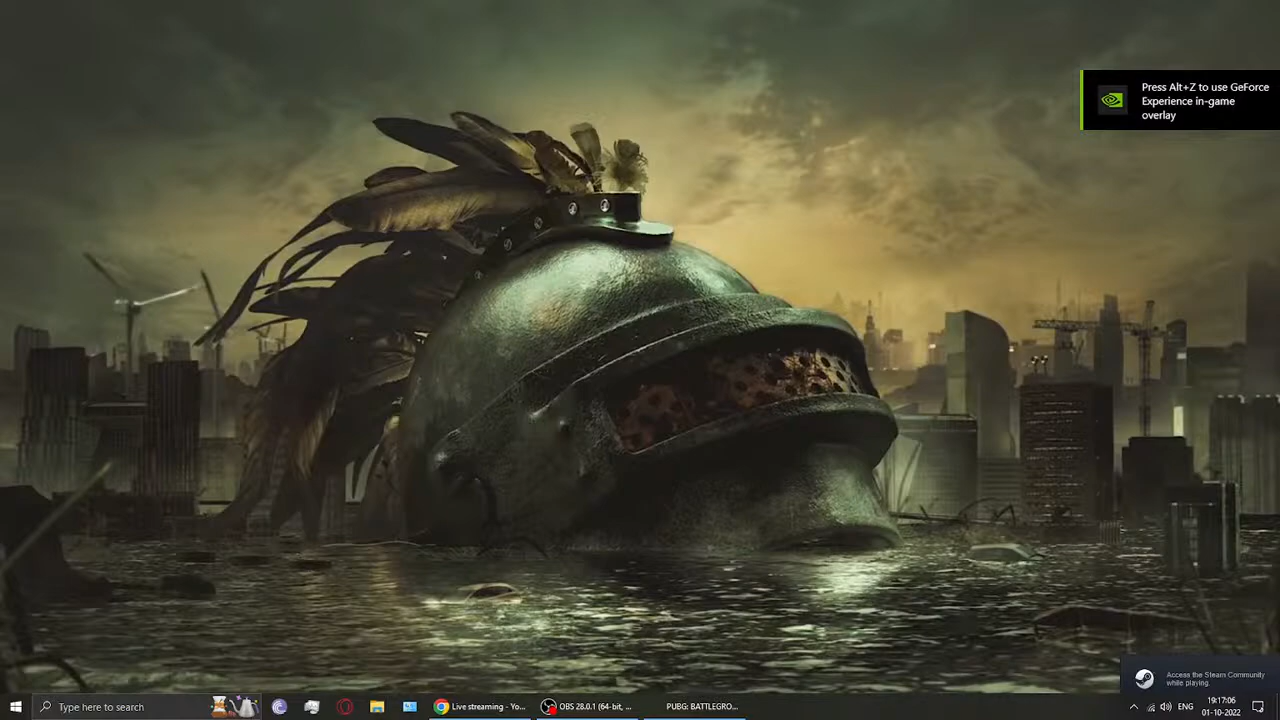 Press Alt+Z to use GeForce
Experience in-game
overlay
Access the Steam Community
while playing.
Type here to search
Live streaming - Yo...
OBS 28.0.1 (64-bit, ...
PUBG: BATTLEGRO...
ENG
19:17:06
01-10-2022